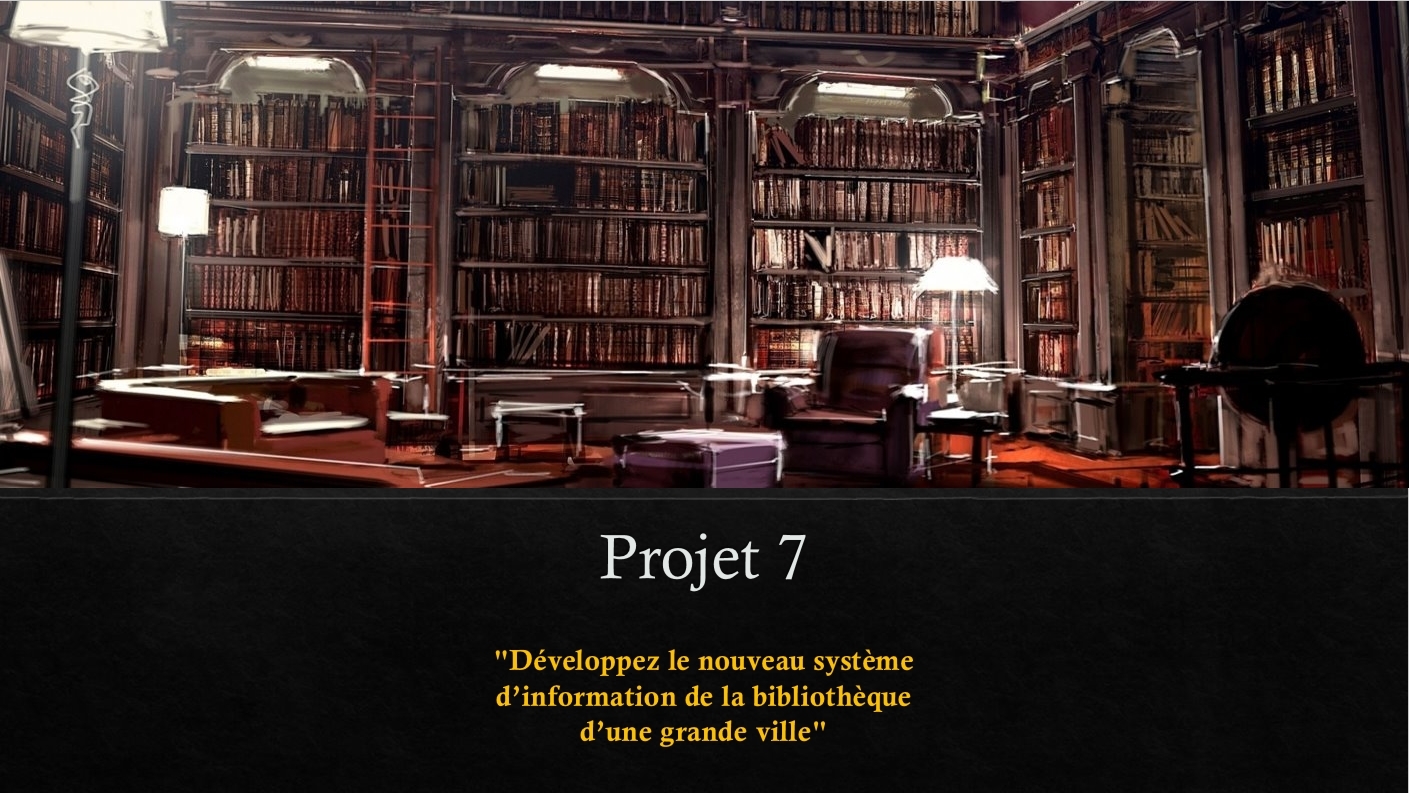 Projet 7
"Développez le nouveau système
d’information de la bibliothèque
d’une grande ville"